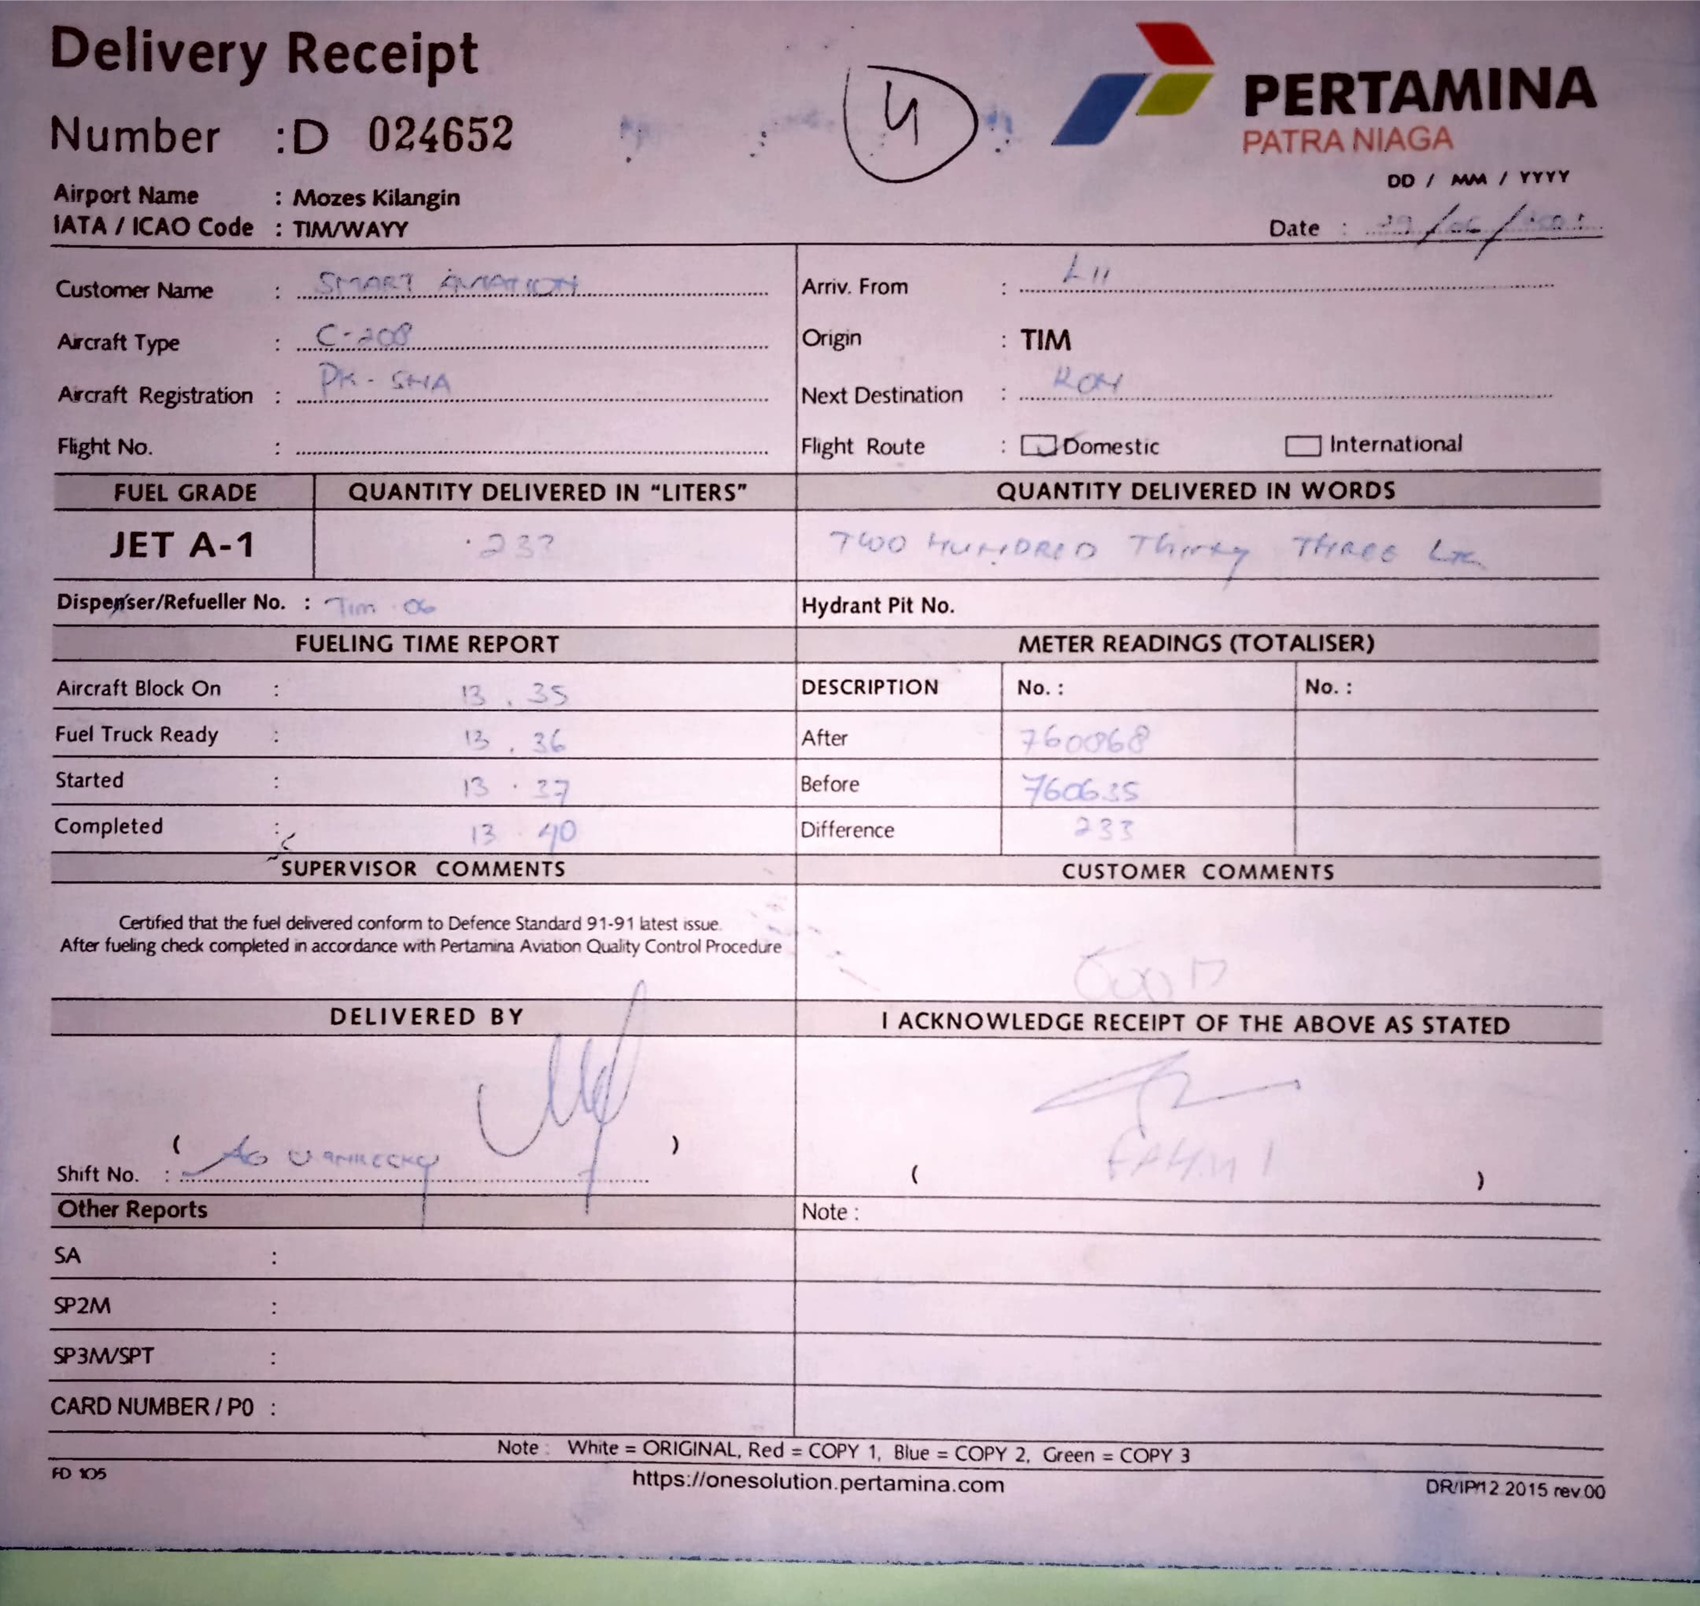 Delivery Receipt
Number :D 024652
4
PERTAMINA
PATRA NIAGA
Airport Name : Mozes Kilangin
IATA / ICAO Code : TIM/WAYY
DD / MM / YYYY
Date : / /
Customer Name : SMART AVIATION
Arriv. From : LII
Aircraft Type : C-208
Origin : TIM
Aircraft Registration : PK-SHA
Next Destination :
Flight No. :
Flight Route : Domestic International
FUEL GRADE QUANTITY DELIVERED IN "LITERS" QUANTITY DELIVERED IN WORDS
JET A-1 233 TWO HUNDRED Thirty THREE Ltr
Dispenser/Refueller No. : Tim 06 Hydrant Pit No.
FUELING TIME REPORT METER READINGS (TOTALISER)
Aircraft Block On : 13 . 35 DESCRIPTION No. : No. :
Fuel Truck Ready : 13 . 36 After 760868
Started : 13 . 37 Before 760635
Completed : 13 40 Difference 233
SUPERVISOR COMMENTS CUSTOMER COMMENTS
Certified that the fuel delivered conform to Defence Standard 91-91 latest issue.
After fueling check completed in accordance with Pertamina Aviation Quality Control Procedure
GOOD
DELIVERED BY I ACKNOWLEDGE RECEIPT OF THE ABOVE AS STATED
( )
Shift No. :
( FAHMI )
Other Reports Note :
SA :
SP2M :
SP3M/SPT :
CARD NUMBER / P0 :
Note : White = ORIGINAL, Red = COPY 1, Blue = COPY 2, Green = COPY 3
FD 105
https://onesolution.pertamina.com
DR/IP/12 2015 rev.00